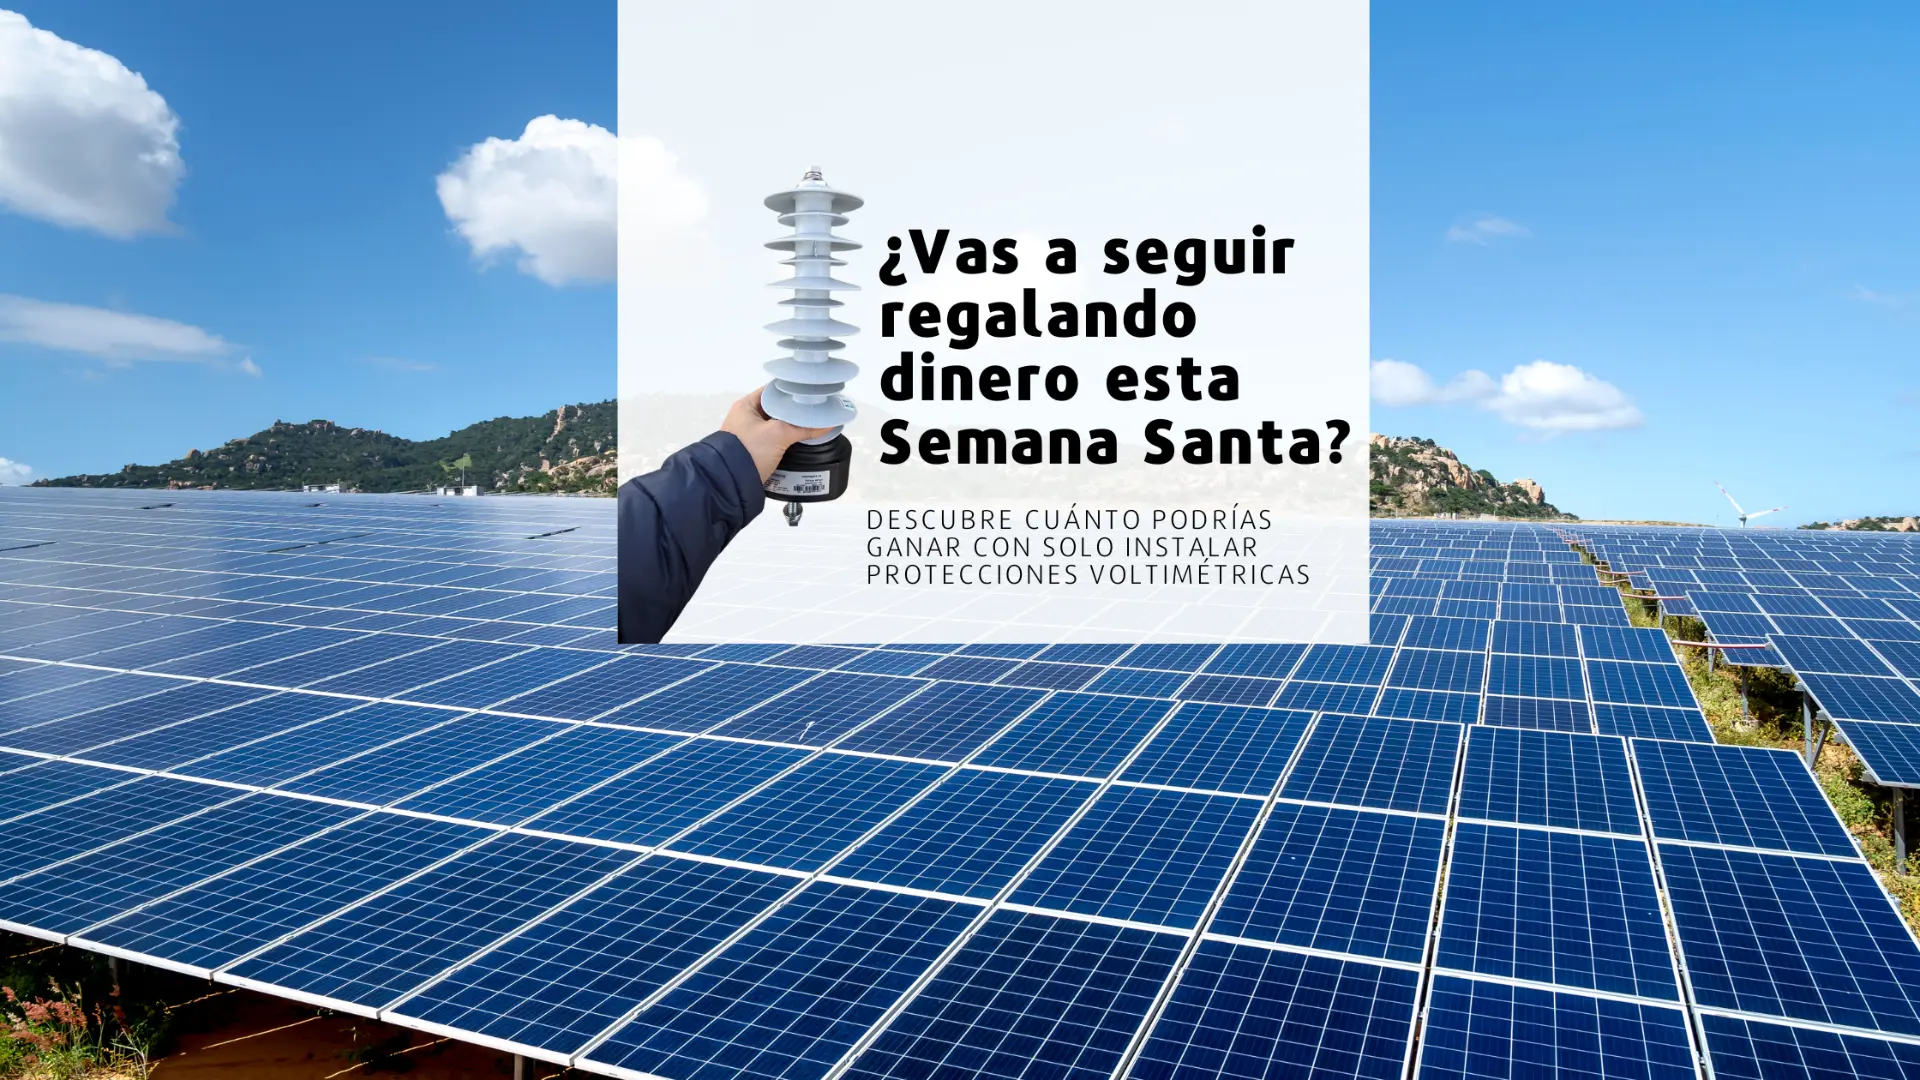 ¿Vas a seguir
regalando
dinero esta
Semana Santa?
DESCUBRE CUÁNTO PODRÍAS
GANAR CON SOLO INSTALAR
PROTECCIONES VOLTIMÉTRICAS